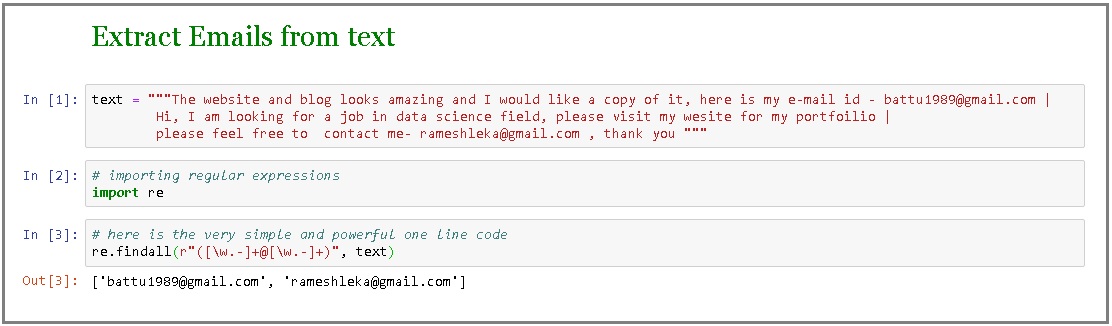 Extract Emails from text
In [1]: text = """The website and blog looks amazing and I would like a copy of it, here is my e-mail id - battu1989@gmail.com |
Hi, I am looking for a job in data science field, please visit my wesite for my portfoilio |
please feel free to  contact me- rameshleka@gmail.com , thank you """
In [2]: # importing regular expressions
import re
In [3]: # here is the very simple and powerful one line code
re.findall(r"([\w.-]+@[\w.-]+)", text)
Out[3]: ['battu1989@gmail.com', 'rameshleka@gmail.com']